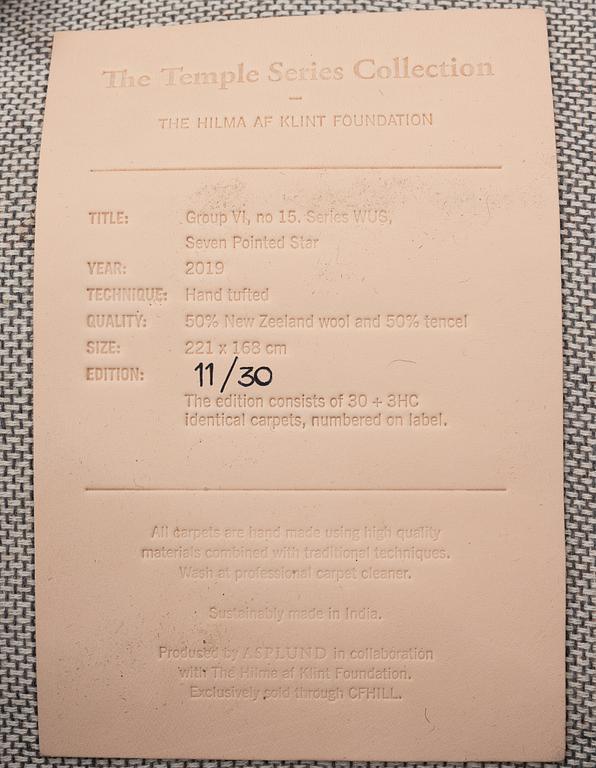 The Temple Series Collection
–
THE HILMA AF KLINT FOUNDATION
TITLE: Group VI, no 15. Series WUS,
Seven Pointed Star
YEAR: 2019
TECHNIQUE: Hand tufted
QUALITY: 50% New Zeeland wool and 50% tencel
SIZE: 221 x 168 cm
EDITION: 11/30
The edition consists of 30 + 3HC
identical carpets, numbered on label.
All carpets are hand made using high quality
materials combined with traditional techniques.
Wash at professional carpet cleaner.
Sustainably made in India.
Prodused by ASPLUND in collaboration
with The Hilma af Klint Foundation.
Exclusively sold through CFHILL.